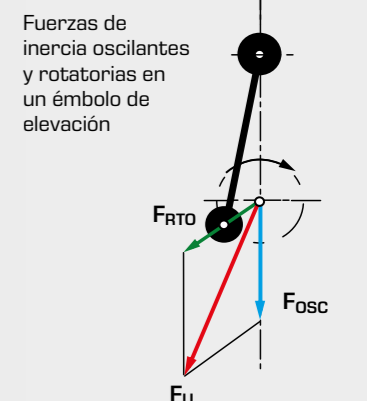 Fuerzas de
inercia oscilantes
y rotatorias en
un émbolo de
elevación
FRTO
FOSC
FU